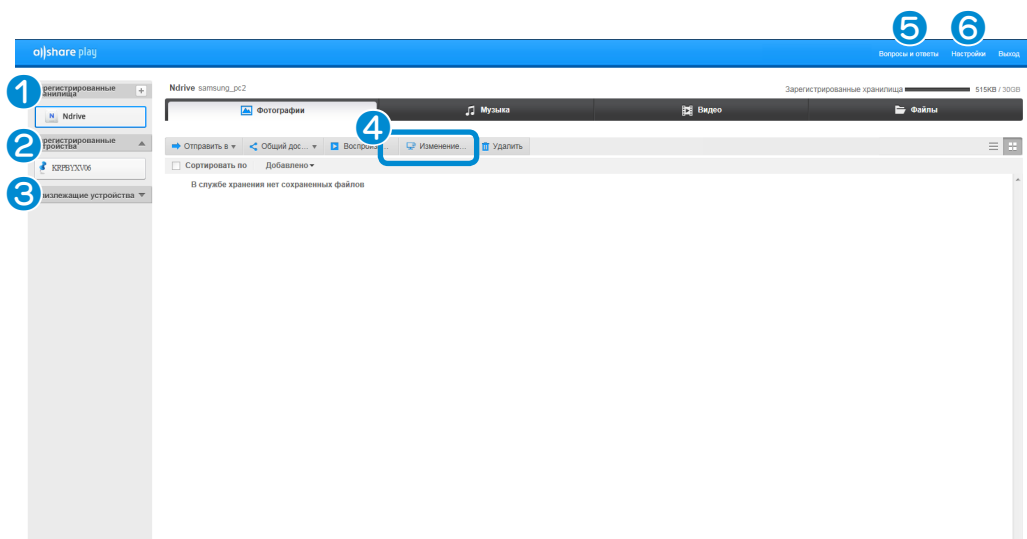 5 6
allshare play Вопросы и ответы Настройки Выход
1 регистрированные анилища +
Ndrive samsung_pc2 Зарегистрированные хранилища 515KB / 30GB
N Ndrive
Фотографии Музыка Видео Файлы
2 регистрированные тройства
4
Отправить в Общий дос... Воспроизв... Изменение... Удалить
KRPBYXV06
Сортировать по Добавлено
3 излежащие устройства
В службе хранения нет сохраненных файлов